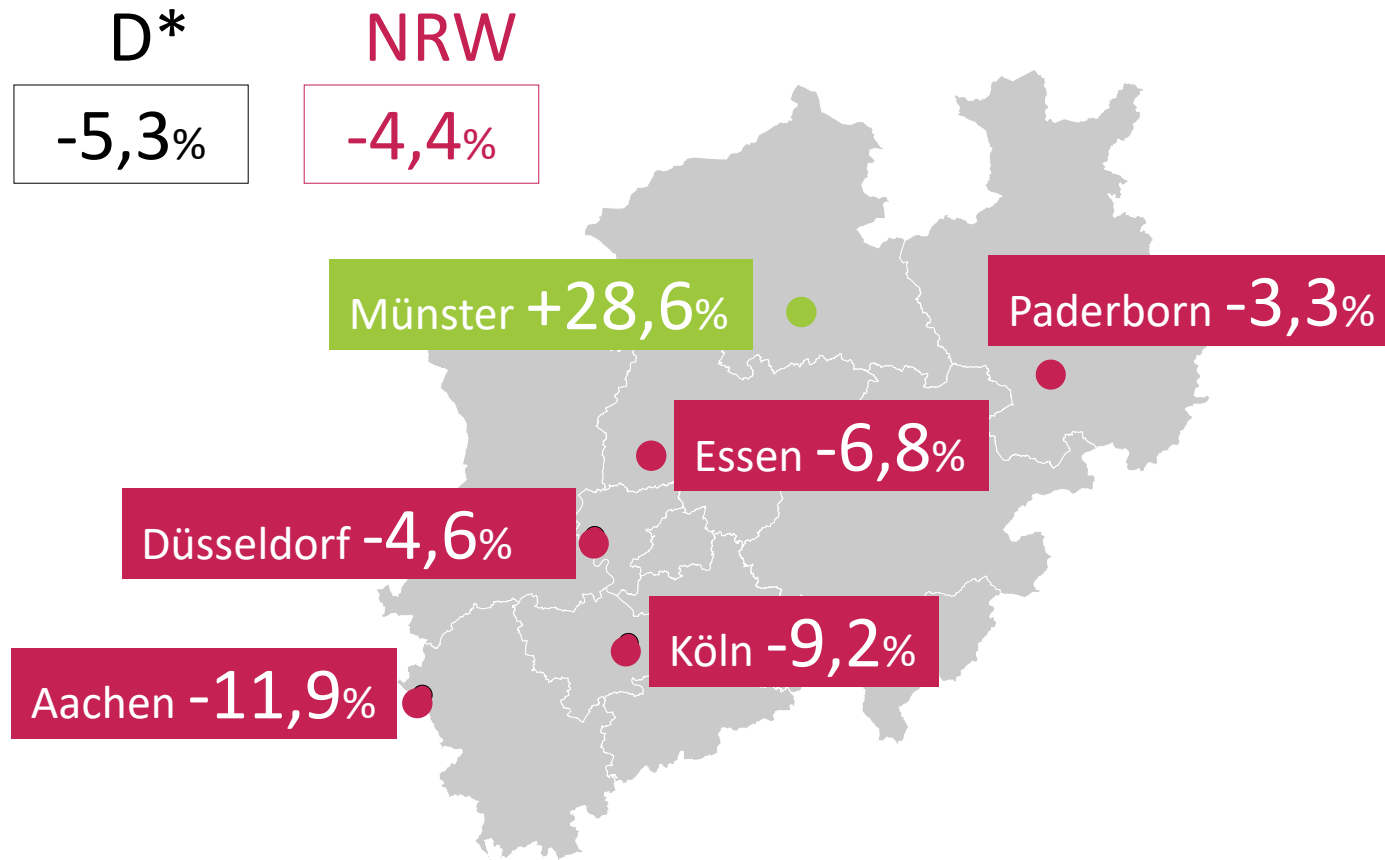 D* NRW
-5,3% -4,4%
Münster +28,6%
Paderborn -3,3%
Essen -6,8%
Düsseldorf -4,6%
Köln -9,2%
Aachen -11,9%